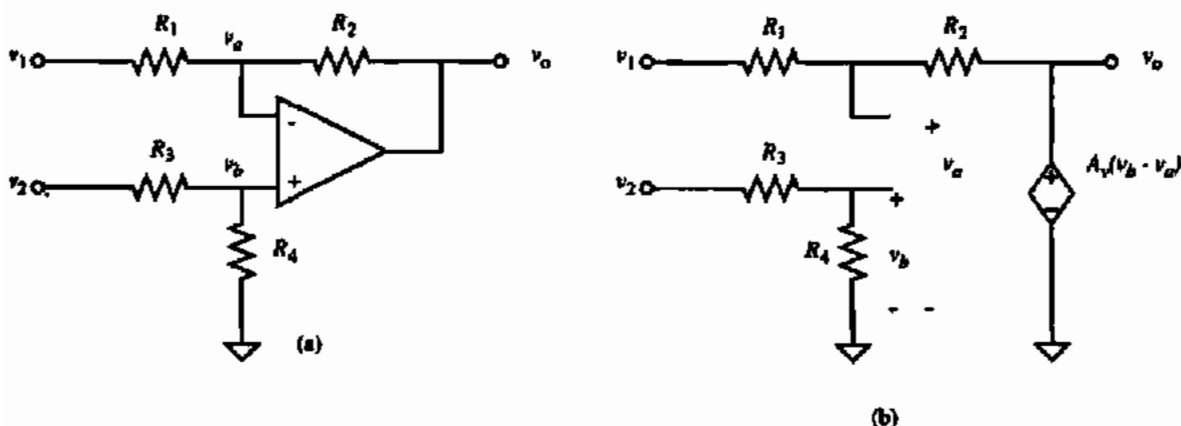 R1
va
R2
v1
vo
-
R3
vb
+
v2
R4
(a)
R1
R2
v1
vo
+
R3
va
Av(vb - va)
v2
+
+
R4
vb
-
-
-
(b)